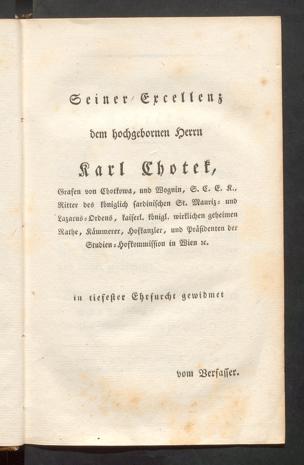 Seiner Excellenz
dem hochgebornen Herrn
Karl Chotek,
Grafen von Chotkowa, und Wognin, S. C. E. K.,
Ritter des königlich sardinischen St. Mauriz- und
Lazarus-Ordens, kaiserl. königl. wirklichen geheimen
Rathe, Kämmerer, Hofkanzler, und Präsidenten der
Studien-Hofkommission in Wien ꝛc.
in tiefester Ehrfurcht gewidmet
vom Verfasser.